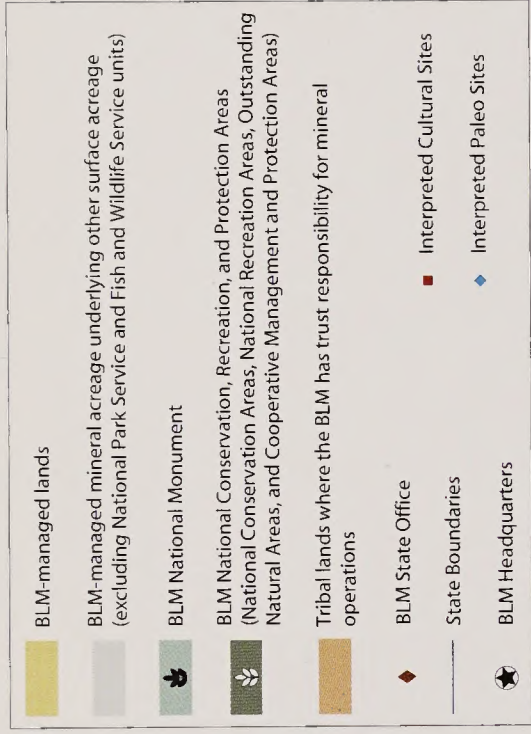 BLM-managed lands
BLM-managed mineral acreage underlying other surface acreage
(excluding National Park Service and Fish and Wildlife Service units)
BLM National Monument
BLM National Conservation, Recreation, and Protection Areas
(National Conservation Areas, National Recreation Areas, Outstanding
Natural Areas, and Cooperative Management and Protection Areas)
Tribal lands where the BLM has trust responsibility for mineral
operations
BLM State Office
State Boundaries
BLM Headquarters
Interpreted Cultural Sites
Interpreted Paleo Sites